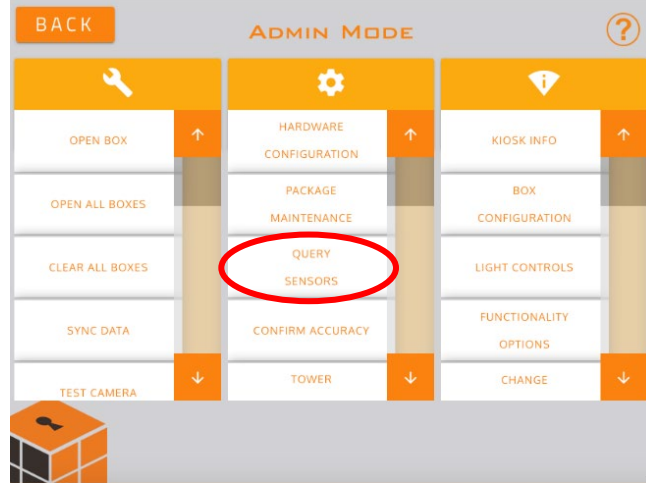 BACK
ADMIN MODE
?
OPEN BOX
OPEN ALL BOXES
CLEAR ALL BOXES
SYNC DATA
TEST CAMERA
HARDWARE
CONFIGURATION
PACKAGE
MAINTENANCE
QUERY
SENSORS
CONFIRM ACCURACY
TOWER
KIOSK INFO
BOX
CONFIGURATION
LIGHT CONTROLS
FUNCTIONALITY
OPTIONS
CHANGE